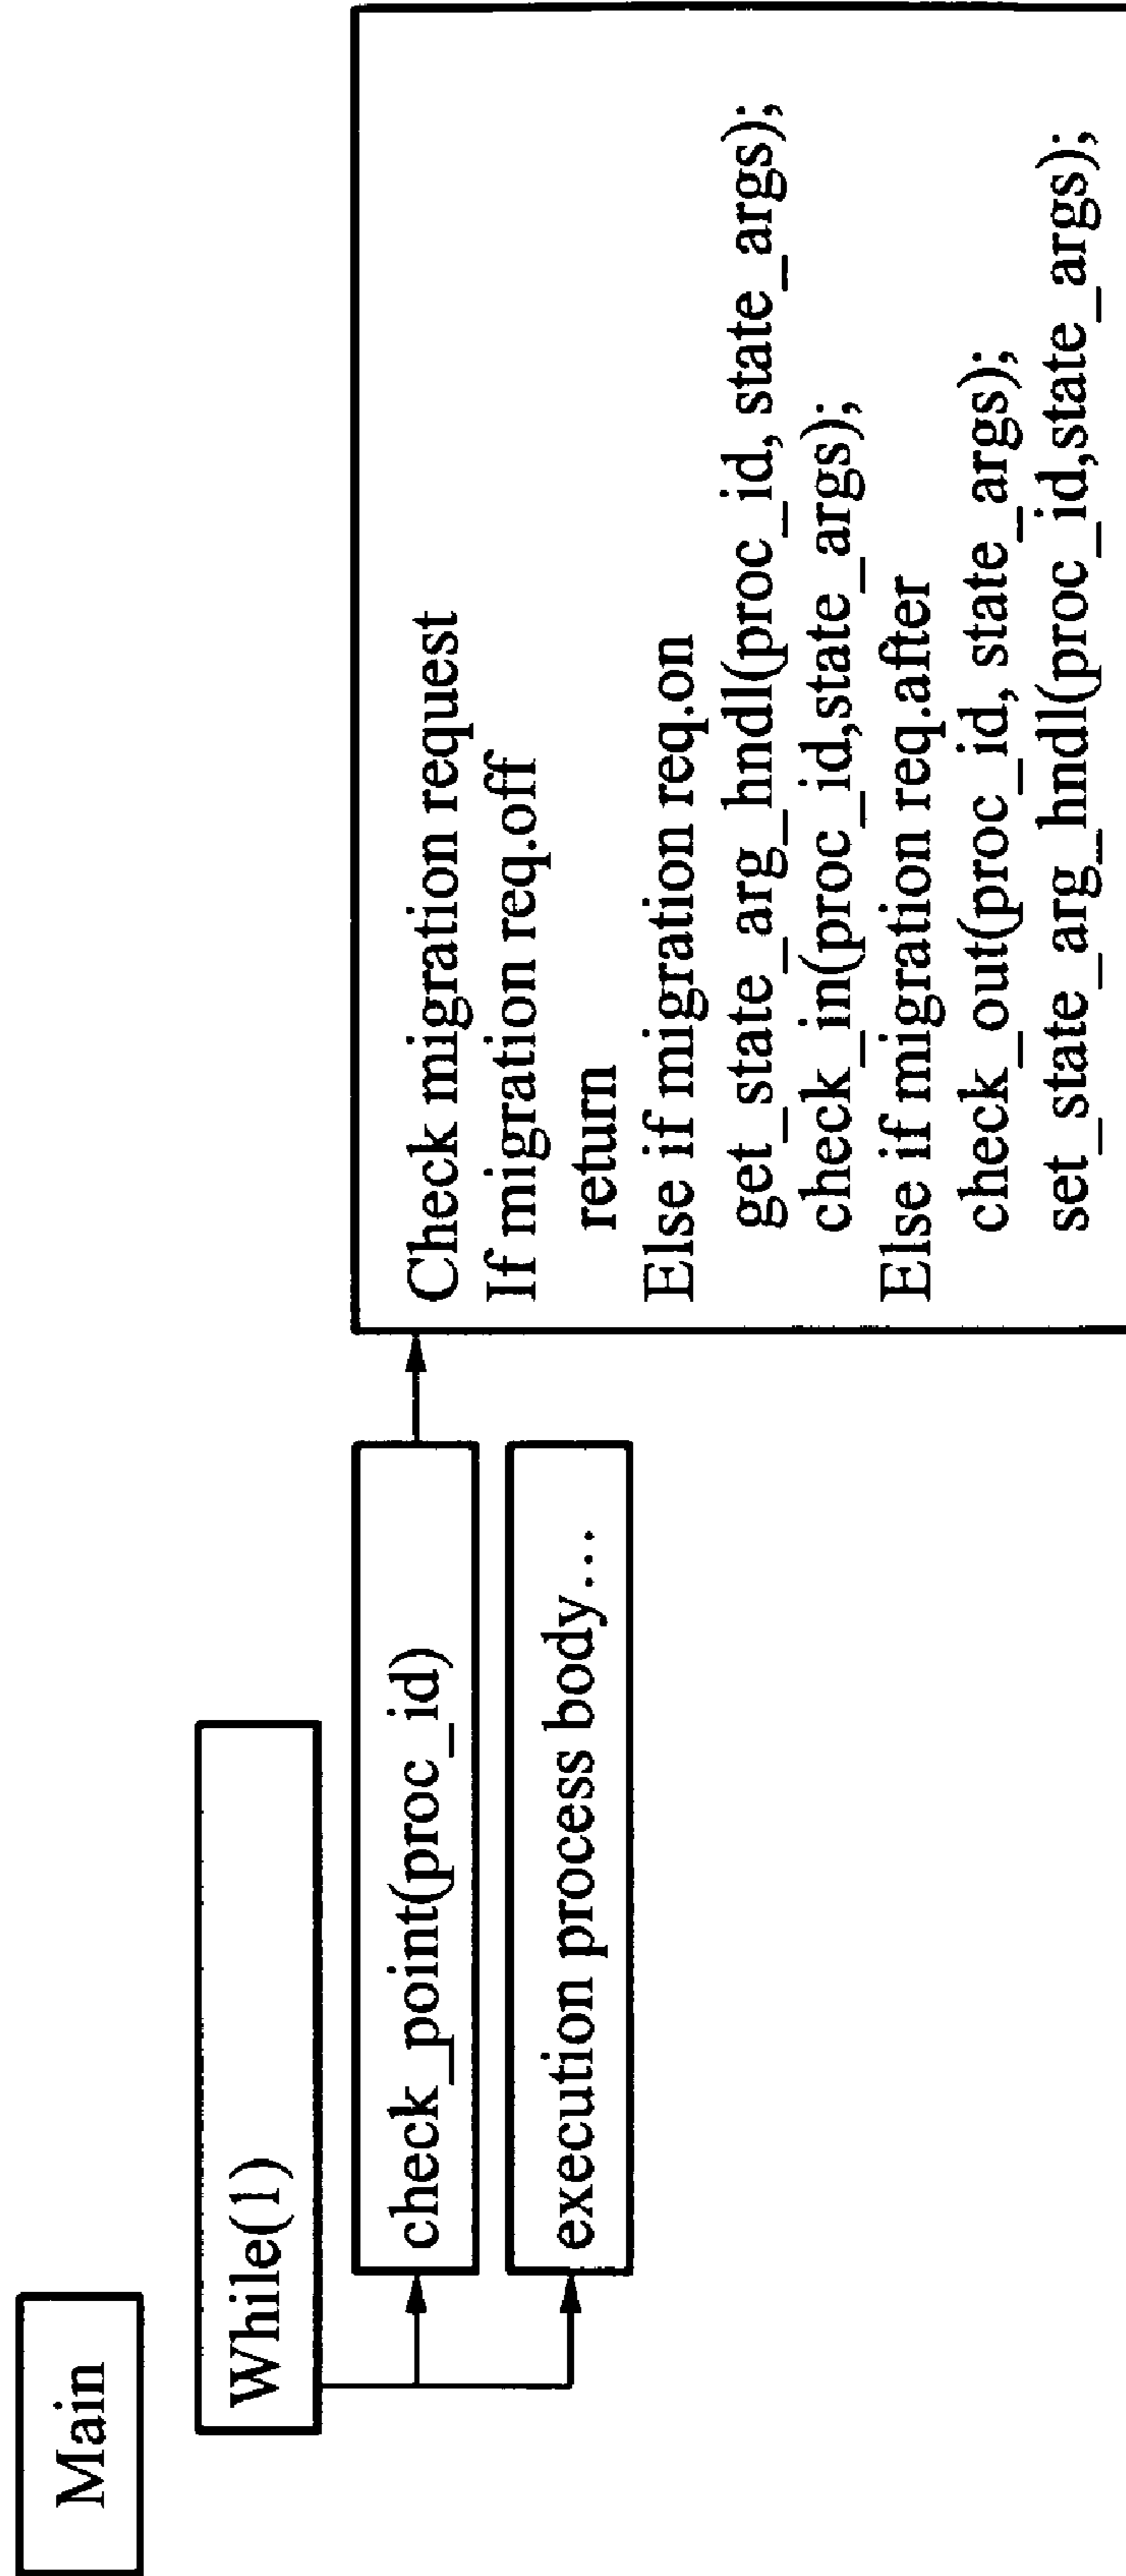 Main
While(1)
check_point(proc_id)
execution process body…
Check migration request
If migration req.off
return
Else if migration req.on
get_state_arg_hndl(proc_id, state_args);
check_in(proc_id,state_args);
Else if migration req.after
check_out(proc_id, state_args);
set_state_arg_hndl(proc_id,state_args);